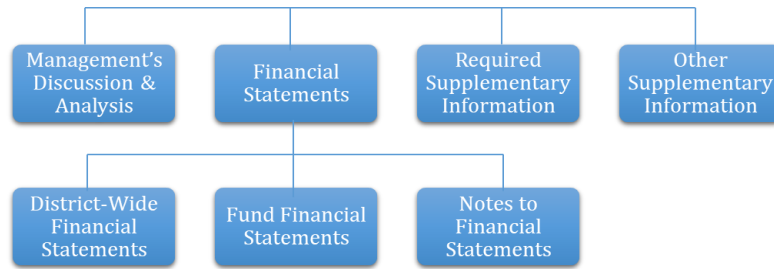 Management's
Discussion &
Analysis
Financial
Statements
Required
Supplementary
Information
Other
Supplementary
Information
District-Wide
Financial
Statements
Fund Financial
Statements
Notes to
Financial
Statements